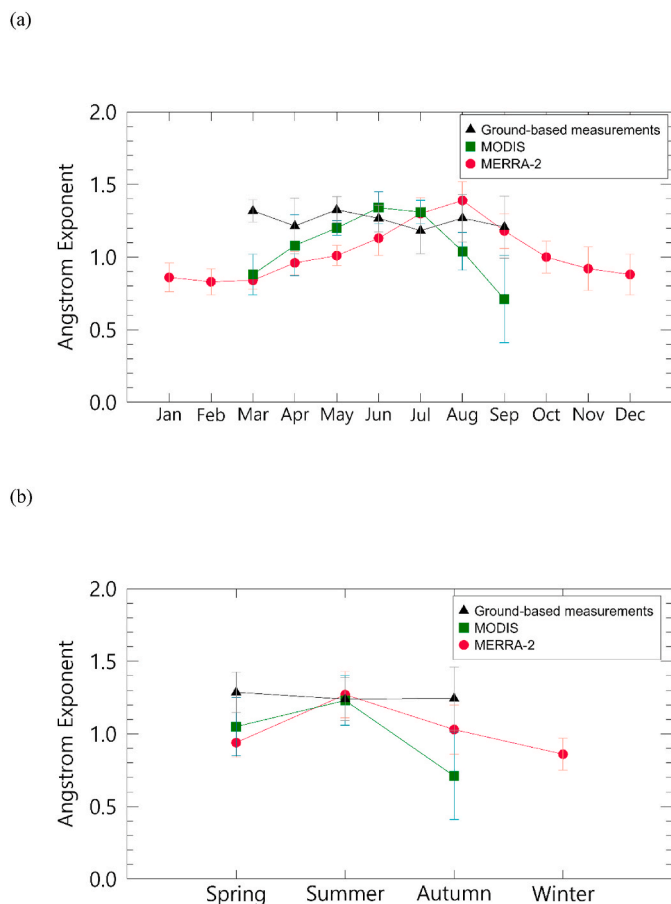 (a)
2.0
1.5
1.0
0.5
0.0
Angstrom Exponent
Ground-based measurements
MODIS
MERRA-2
Jan Feb Mar Apr May Jun Jul Aug Sep Oct Nov Dec
(b)
2.0
1.5
1.0
0.5
0.0
Angstrom Exponent
Ground-based measurements
MODIS
MERRA-2
Spring Summer Autumn Winter